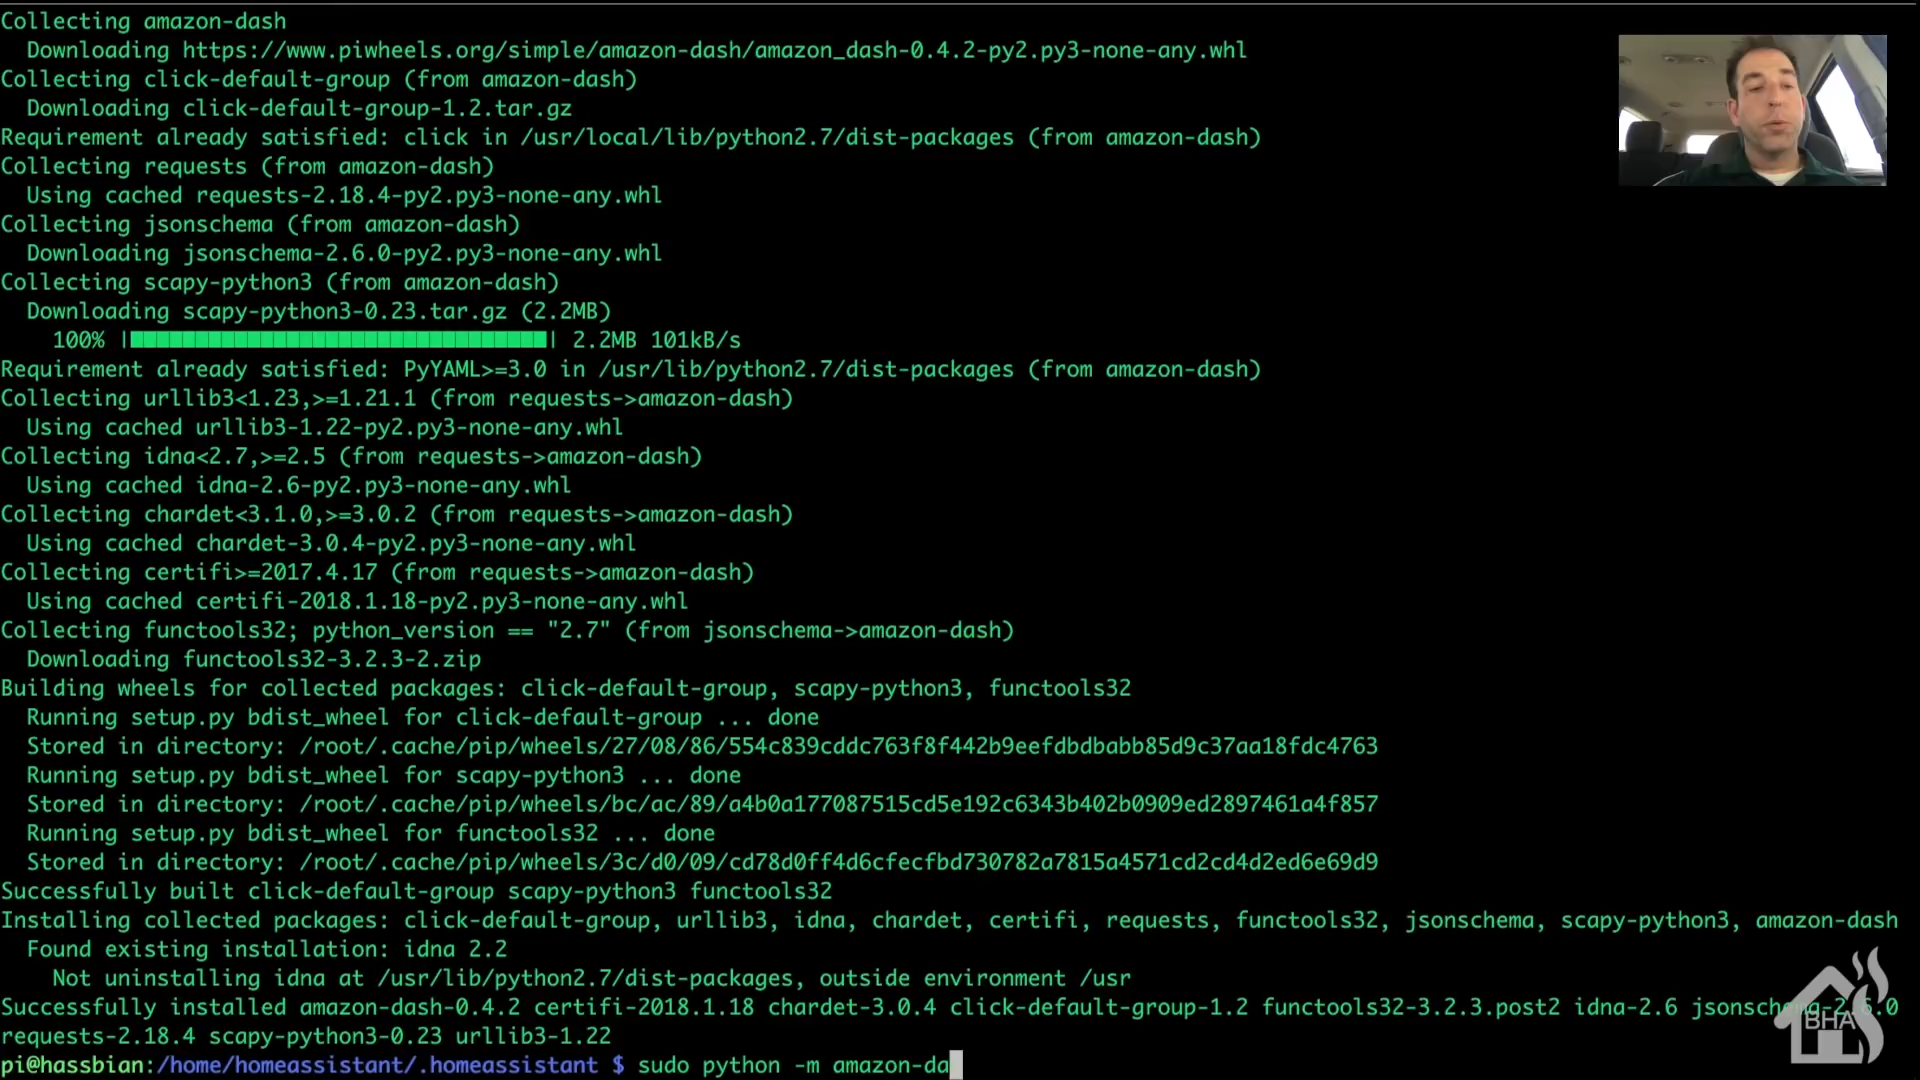 Collecting amazon-dash
Downloading https://www.piwheels.org/simple/amazon-dash/amazon_dash-0.4.2-py2.py3-none-any.whl
Collecting click-default-group (from amazon-dash)
Downloading click-default-group-1.2.tar.gz
Requirement already satisfied: click in /usr/local/lib/python2.7/dist-packages (from amazon-dash)
Collecting requests (from amazon-dash)
Using cached requests-2.18.4-py2.py3-none-any.whl
Collecting jsonschema (from amazon-dash)
Downloading jsonschema-2.6.0-py2.py3-none-any.whl
Collecting scapy-python3 (from amazon-dash)
Downloading scapy-python3-0.23.tar.gz (2.2MB)
100% || 2.2MB 101kB/s
Requirement already satisfied: PyYAML>=3.0 in /usr/lib/python2.7/dist-packages (from amazon-dash)
Collecting urllib3<1.23,>=1.21.1 (from requests->amazon-dash)
Using cached urllib3-1.22-py2.py3-none-any.whl
Collecting idna<2.7,>=2.5 (from requests->amazon-dash)
Using cached idna-2.6-py2.py3-none-any.whl
Collecting chardet<3.1.0,>=3.0.2 (from requests->amazon-dash)
Using cached chardet-3.0.4-py2.py3-none-any.whl
Collecting certifi>=2017.4.17 (from requests->amazon-dash)
Using cached certifi-2018.1.18-py2.py3-none-any.whl
Collecting functools32; python_version == "2.7" (from jsonschema->amazon-dash)
Downloading functools32-3.2.3-2.zip
Building wheels for collected packages: click-default-group, scapy-python3, functools32
Running setup.py bdist_wheel for click-default-group ... done
Stored in directory: /root/.cache/pip/wheels/27/08/86/554c839cddc763f8f442b9eefdbdbabb85d9c37aa18fdc4763
Running setup.py bdist_wheel for scapy-python3 ... done
Stored in directory: /root/.cache/pip/wheels/bc/ac/89/a4b0a177087515cd5e192c6343b402b0909ed2897461a4f857
Running setup.py bdist_wheel for functools32 ... done
Stored in directory: /root/.cache/pip/wheels/3c/d0/09/cd78d0ff4d6cfecfbd730782a7815a4571cd2cd4d2ed6e69d9
Successfully built click-default-group scapy-python3 functools32
Installing collected packages: click-default-group, urllib3, idna, chardet, certifi, requests, functools32, jsonschema, scapy-python3, amazon-dash
Found existing installation: idna 2.2
Not uninstalling idna at /usr/lib/python2.7/dist-packages, outside environment /usr
Successfully installed amazon-dash-0.4.2 certifi-2018.1.18 chardet-3.0.4 click-default-group-1.2 functools32-3.2.3.post2 idna-2.6 jsonschema-2.6.0
requests-2.18.4 scapy-python3-0.23 urllib3-1.22
pi@hassbian:/home/homeassistant/.homeassistant $ sudo python -m amazon-da
BHA